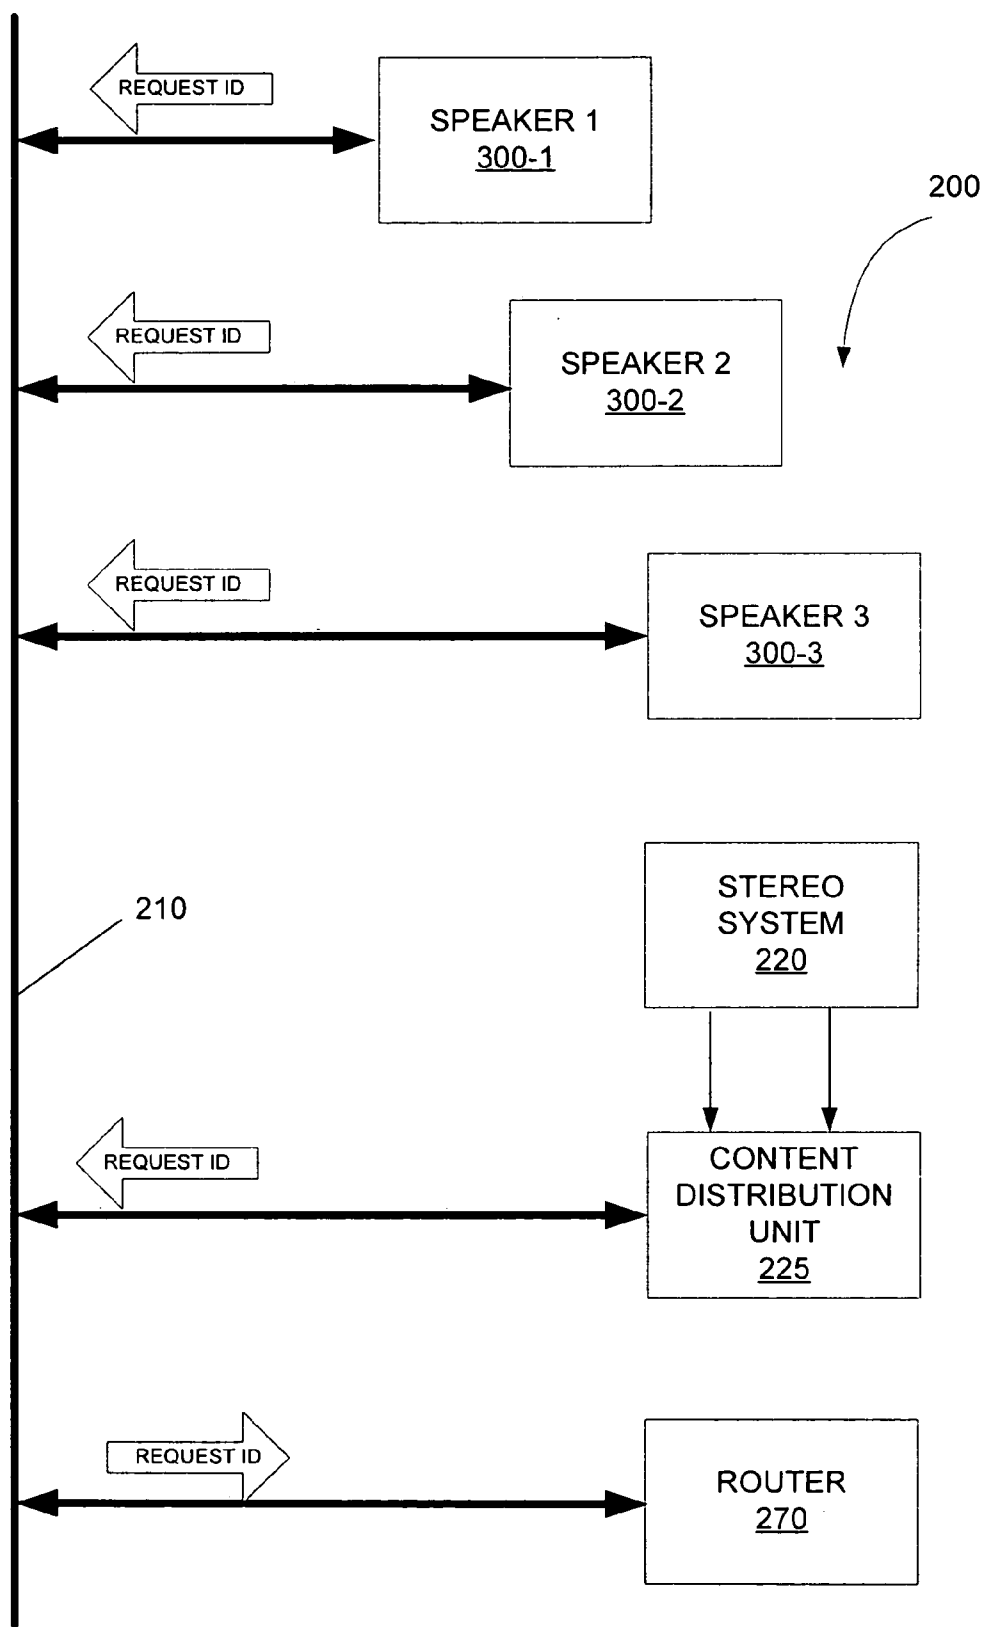 REQUEST ID
SPEAKER 1
300-1
200
REQUEST ID
SPEAKER 2
300-2
REQUEST ID
SPEAKER 3
300-3
STEREO
SYSTEM
220
210
REQUEST ID
CONTENT
DISTRIBUTION
UNIT
225
REQUEST ID
ROUTER
270